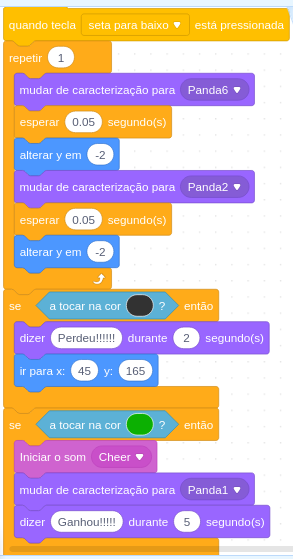 quando tecla seta para baixo está pressionada
repetir 1
mudar de caracterização para Panda6
esperar 0.05 segundo(s)
alterar y em -2
mudar de caracterização para Panda2
esperar 0.05 segundo(s)
alterar y em -2
se a tocar na cor ? então
dizer Perdeu!!!!!! durante 2 segundo(s)
ir para x: 45 y: 165
se a tocar na cor ? então
Iniciar o som Cheer
mudar de caracterização para Panda1
dizer Ganhou!!!!! durante 5 segundo(s)